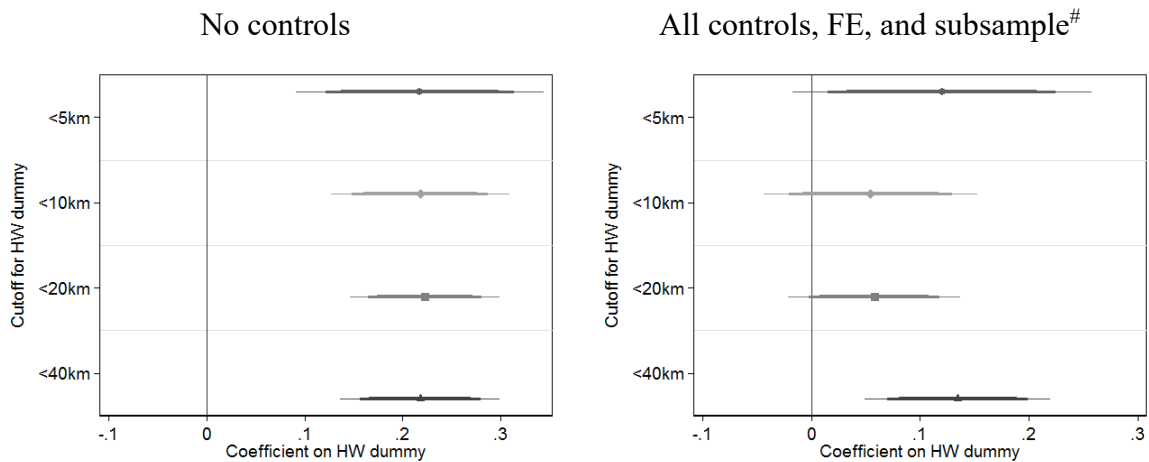 No controls
All controls, FE, and subsample#
Cutoff for HW dummy
<5km
<10km
<20km
<40km
-.1 0 .1 .2 .3
Coefficient on HW dummy
Cutoff for HW dummy
<5km
<10km
<20km
<40km
-.1 0 .1 .2 .3
Coefficient on HW dummy